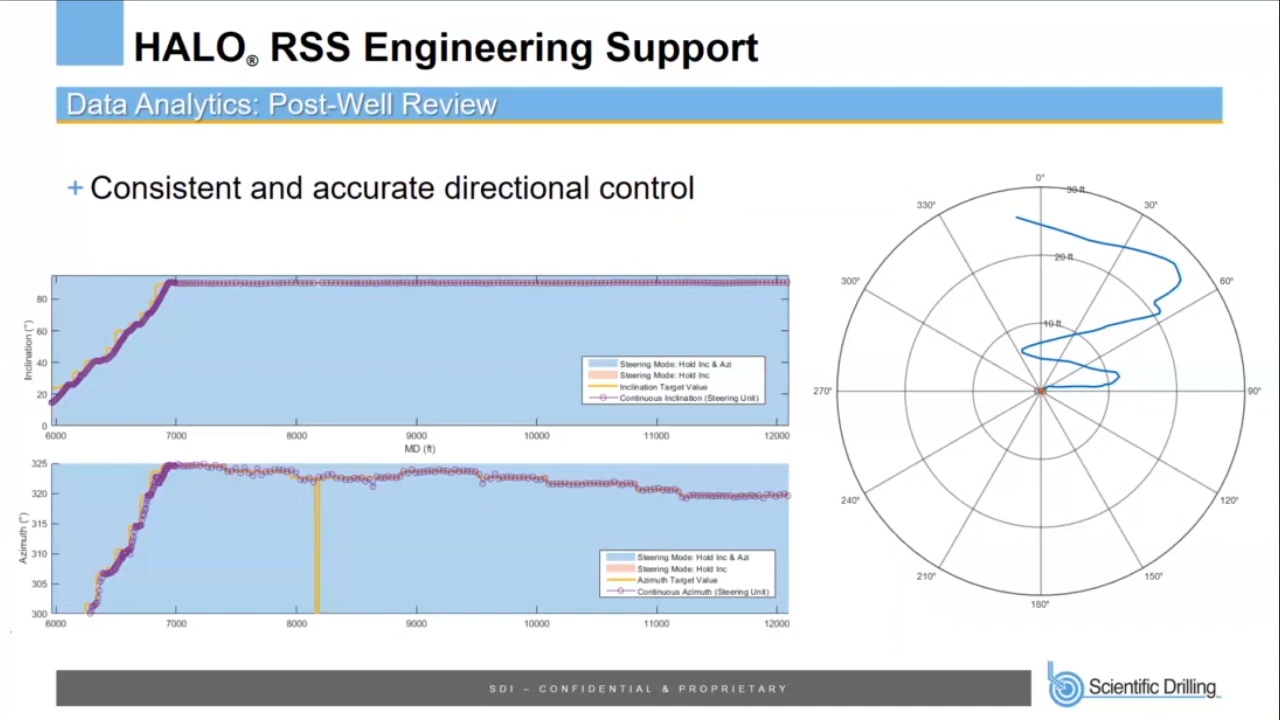 HALO® RSS Engineering Support
Data Analytics: Post-Well Review
+ Consistent and accurate directional control
Inclination (°)
80
60
40
20
0
Steering Mode: Hold Inc & Azi
Steering Mode: Hold Inc
Inclination Target Value
Continuous Inclination (Steering Unit)
6000 7000 8000 9000 10000 11000 12000
MD (ft)
Azimuth (°)
325
320
315
310
305
300
Steering Mode: Hold Inc & Azi
Steering Mode: Hold Inc
Azimuth Target Value
Continuous Azimuth (Steering Unit)
6000 7000 8000 9000 10000 11000 12000
0°
30 ft
330° 30°
20 ft
300° 60°
10 ft
270° 90°
240° 120°
210° 150°
180°
SDI – CONFIDENTIAL & PROPRIETARY
Scientific Drilling